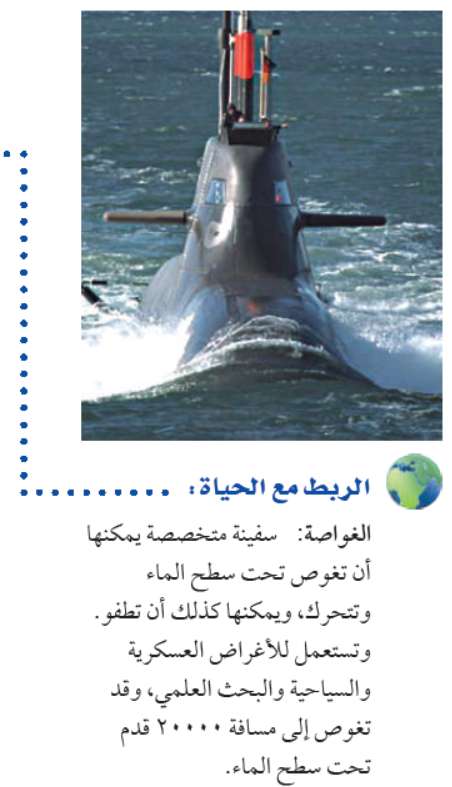 الربط مع الحياة:
الغواصة: سفينة متخصصة يمكنها
أن تغوص تحت سطح الماء
وتتحرك، ويمكنها كذلك أن تطفو.
وتستعمل للأغراض العسكرية
والسياحية والبحث العلمي، وقد
تغوص إلى مسافة ٢٠٠٠٠ قدم
تحت سطح الماء.